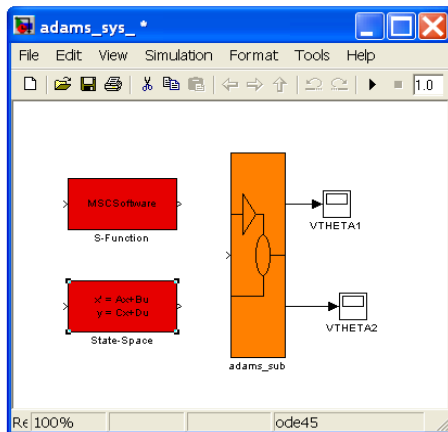 adams_sys_ *
File Edit View Simulation Format Tools Help
1.0
MSCSoftware
S-Function
VTHETA1
x' = Ax+Bu
y = Cx+Du
State-Space
VTHETA2
adams_sub
Re 100% ode45